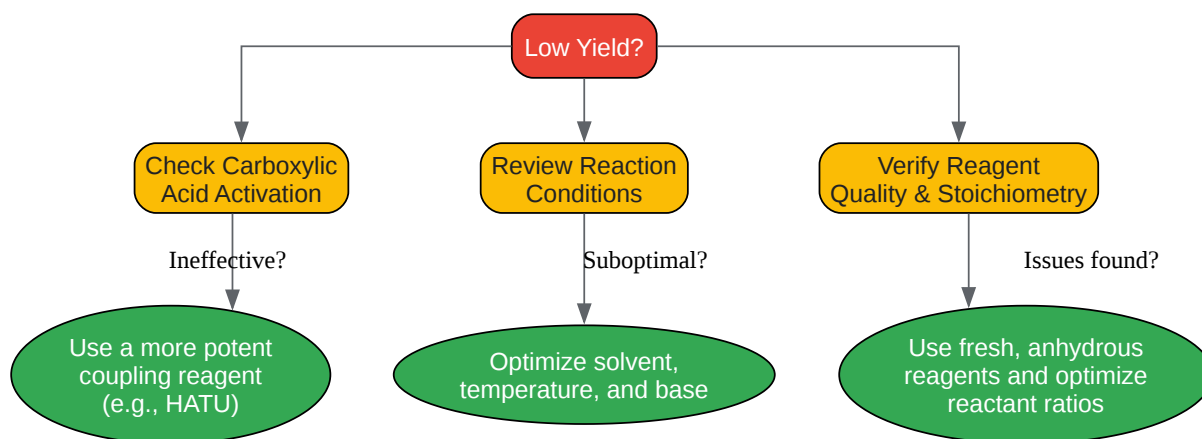 Low Yield?
Check Carboxylic
Acid Activation
Review Reaction
Conditions
Verify Reagent
Quality & Stoichiometry
Ineffective?
Suboptimal?
Issues found?
Use a more potent
coupling reagent
(e.g., HATU)
Optimize solvent,
temperature, and base
Use fresh, anhydrous
reagents and optimize
reactant ratios